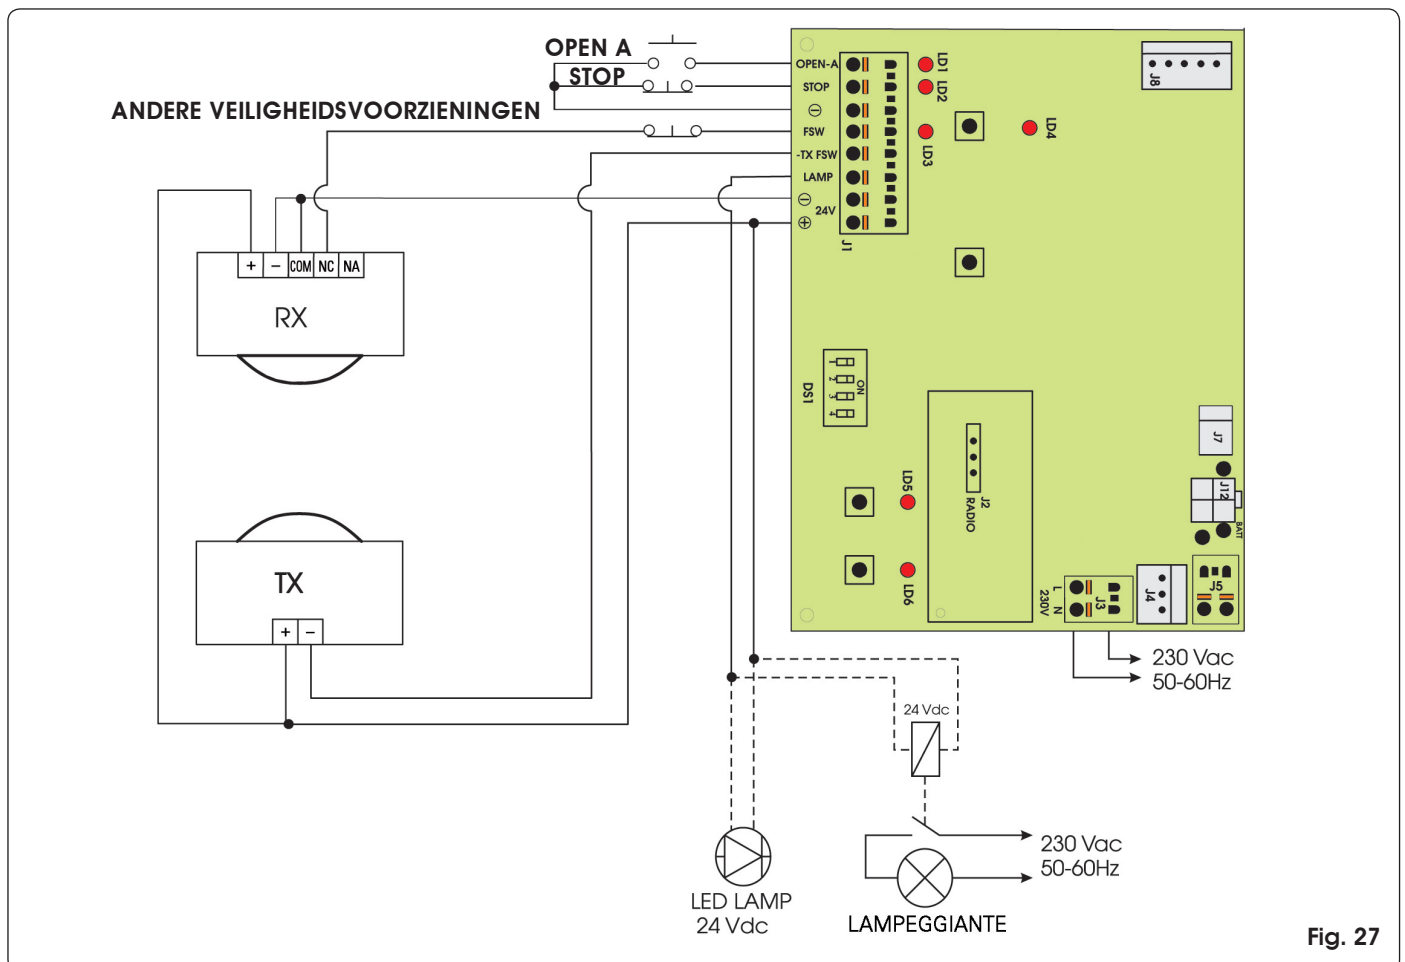 OPEN A
STOP
ANDERE VEILIGHEIDSVOORZIENINGEN
OPEN-A
STOP
⊖
FSW
-TX FSW
LAMP
⊖
24V
⊕
J1
LD1
LD2
LD3
LD4
J8
+ − COM NC NA
RX
TX
+ −
DS1
1
2
3
4
ON
LD5
LD6
J2
RADIO
J7
J12
BATT
L
N
230V
J3
J4
J5
230 Vac
50-60Hz
24 Vdc
230 Vac
50-60Hz
LED LAMP
24 Vdc
LAMPEGGIANTE
Fig. 27